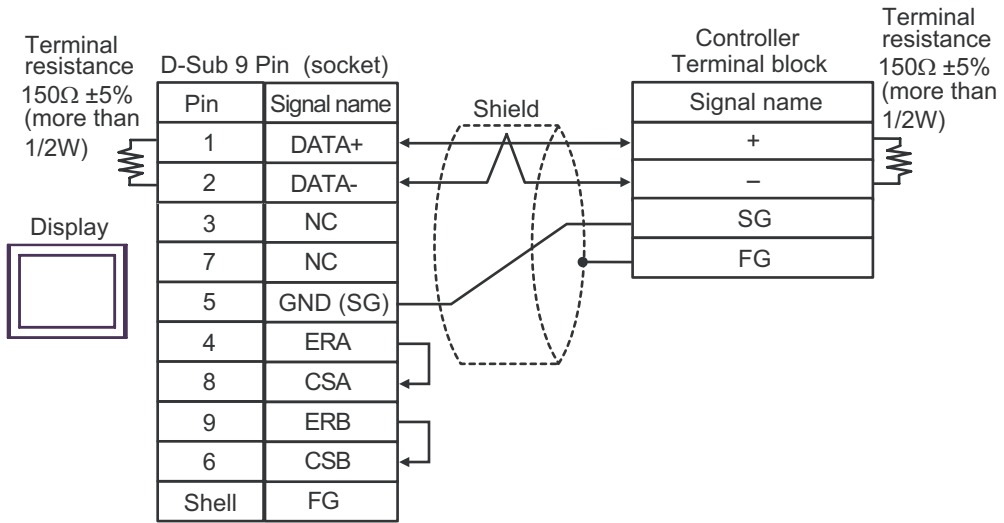 Terminal
resistance
150Ω ±5%
(more than
1/2W)
D-Sub 9 Pin (socket)
Pin Signal name
1 DATA+
2 DATA-
3 NC
7 NC
5 GND (SG)
4 ERA
8 CSA
9 ERB
6 CSB
Shell FG
Display
Shield
Controller
Terminal block
Signal name
+
–
SG
FG
Terminal
resistance
150Ω ±5%
(more than
1/2W)